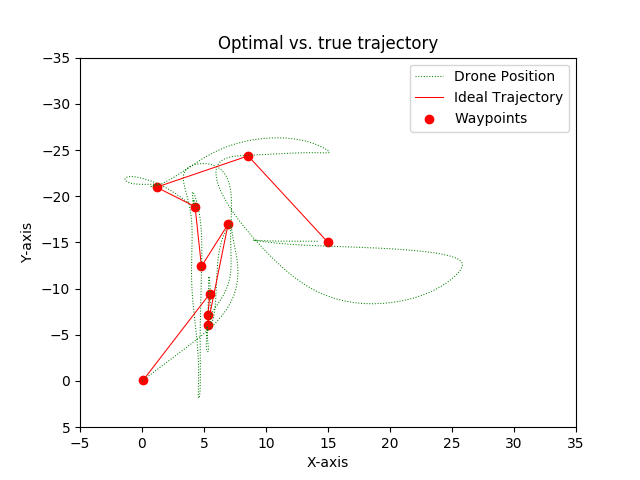 Optimal vs. true trajectory
Drone Position
Ideal Trajectory
Waypoints
Y-axis
−35
−30
−25
−20
−15
−10
−5
0
5
−5 0 5 10 15 20 25 30 35
X-axis